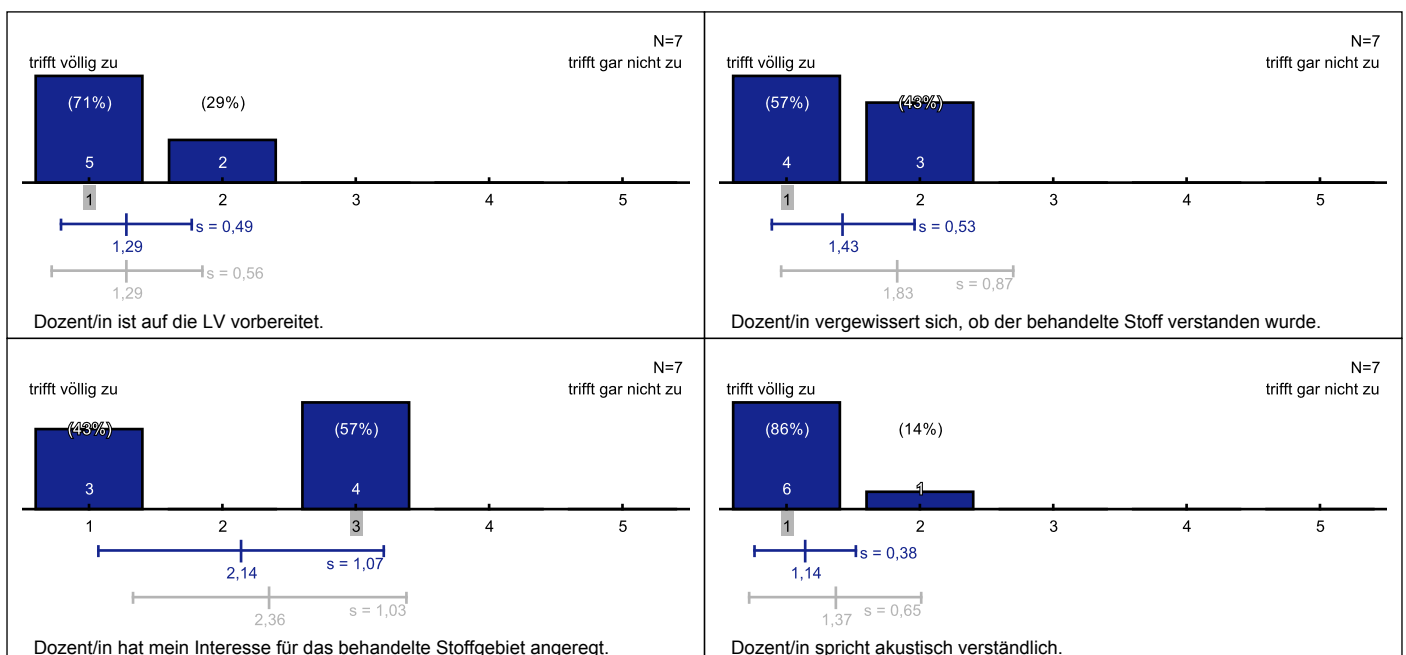 N=7
trifft völlig zu
trifft gar nicht zu
(71%)
(29%)
5
2
1
2
3
4
5
s = 0,49
1,29
s = 0,56
1,29
Dozent/in ist auf die LV vorbereitet.
N=7
trifft völlig zu
trifft gar nicht zu
(57%)
(43%)
4
3
1
2
3
4
5
s = 0,53
1,43
s = 0,87
1,83
Dozent/in vergewissert sich, ob der behandelte Stoff verstanden wurde.
N=7
trifft völlig zu
trifft gar nicht zu
(43%)
(57%)
3
4
1
2
3
4
5
s = 1,07
2,14
s = 1,03
2,36
Dozent/in hat mein Interesse für das behandelte Stoffgebiet angeregt.
N=7
trifft völlig zu
trifft gar nicht zu
(86%)
(14%)
6
1
1
2
3
4
5
s = 0,38
1,14
s = 0,65
1,37
Dozent/in spricht akustisch verständlich.